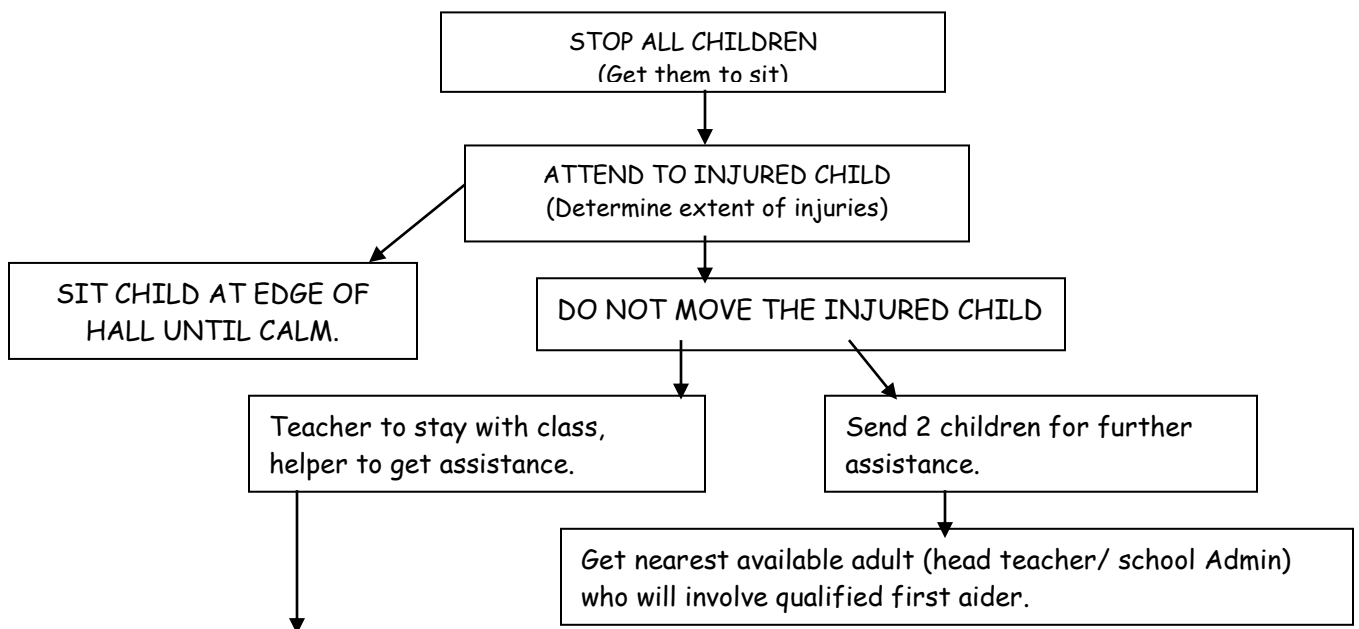 STOP ALL CHILDREN
(Get them to sit)
ATTEND TO INJURED CHILD
(Determine extent of injuries)
SIT CHILD AT EDGE OF
HALL UNTIL CALM.
DO NOT MOVE THE INJURED CHILD
Teacher to stay with class,
helper to get assistance.
Send 2 children for further
assistance.
Get nearest available adult (head teacher/ school Admin)
who will involve qualified first aider.